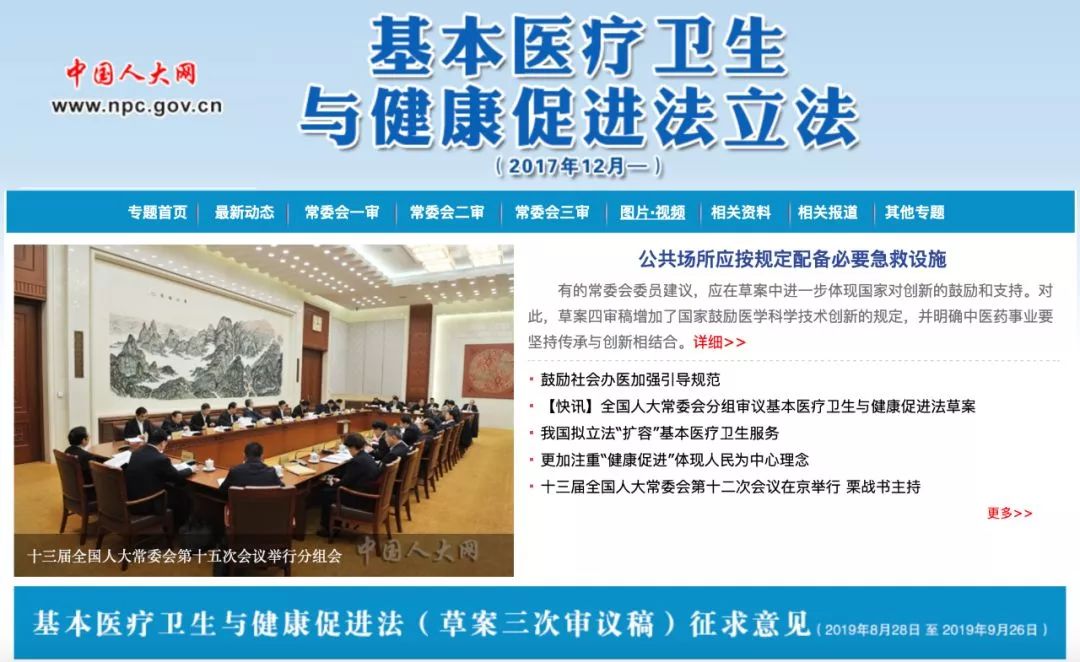 中国人大网
www.npc.gov.cn
基本医疗卫生
与健康促进法立法
（2017年12月—）
专题首页 最新动态 常委会一审 常委会二审 常委会三审 图片·视频 相关资料 相关报道 其他专题
公共场所应按规定配备必要急救设施
有的常委会委员建议，应在草案中进一步体现国家对创新的鼓励和支持。对
此，草案四审稿增加了国家鼓励医学科学技术创新的规定，并明确中医药事业要
坚持传承与创新相结合。详细>>
鼓励社会办医加强引导规范
【快讯】全国人大常委会分组审议基本医疗卫生与健康促进法草案
我国拟立法“扩容”基本医疗卫生服务
更加注重“健康促进”体现人民为中心理念
十三届全国人大常委会第十二次会议在京举行 栗战书主持
更多>>
中国人大网
十三届全国人大常委会第十五次会议举行分组会
基本医疗卫生与健康促进法（草案三次审议稿）征求意见（2019年8月28日 至 2019年9月26日）